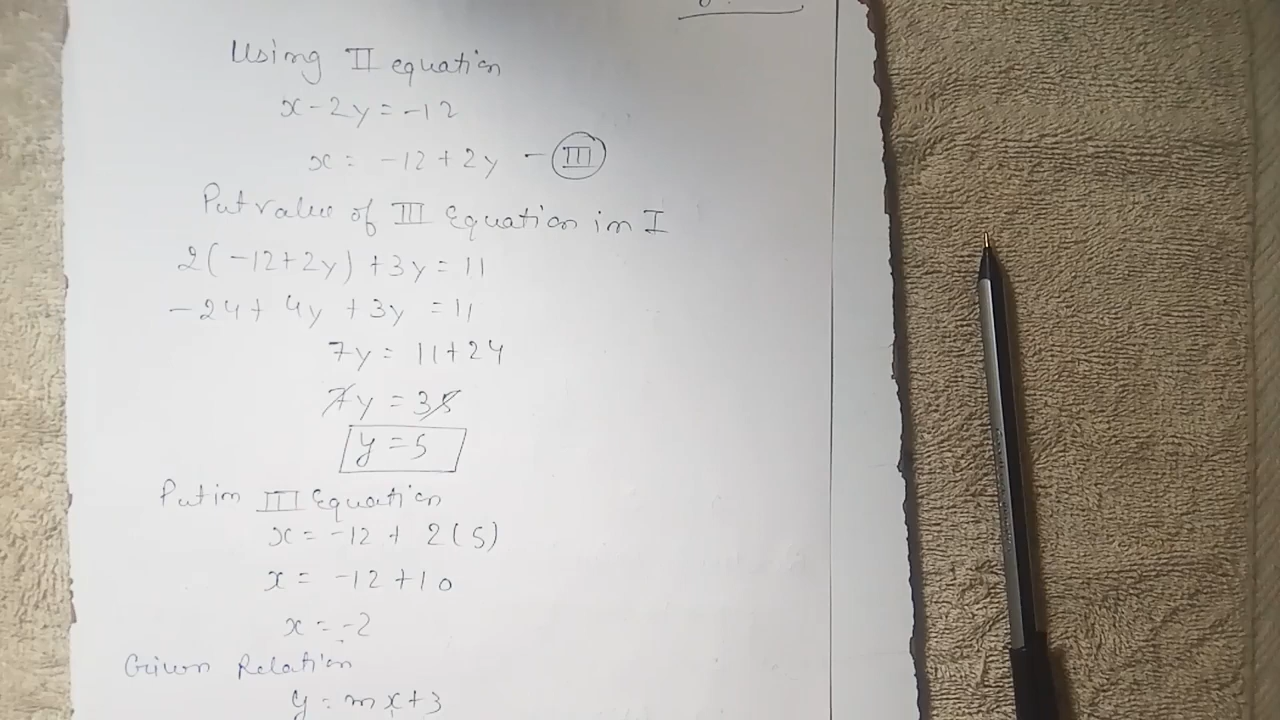 Using II equation
x-2y=-12
x = -12+2y - III
Put value of III Equation in I
2(-12+2y)+3y=11
-24+4y+3y=11
7y=11+24
7y=35
y=5
Put in III Equation
x=-12+2(5)
x=-12+10
x=-2
Given Relation
y=mx+3